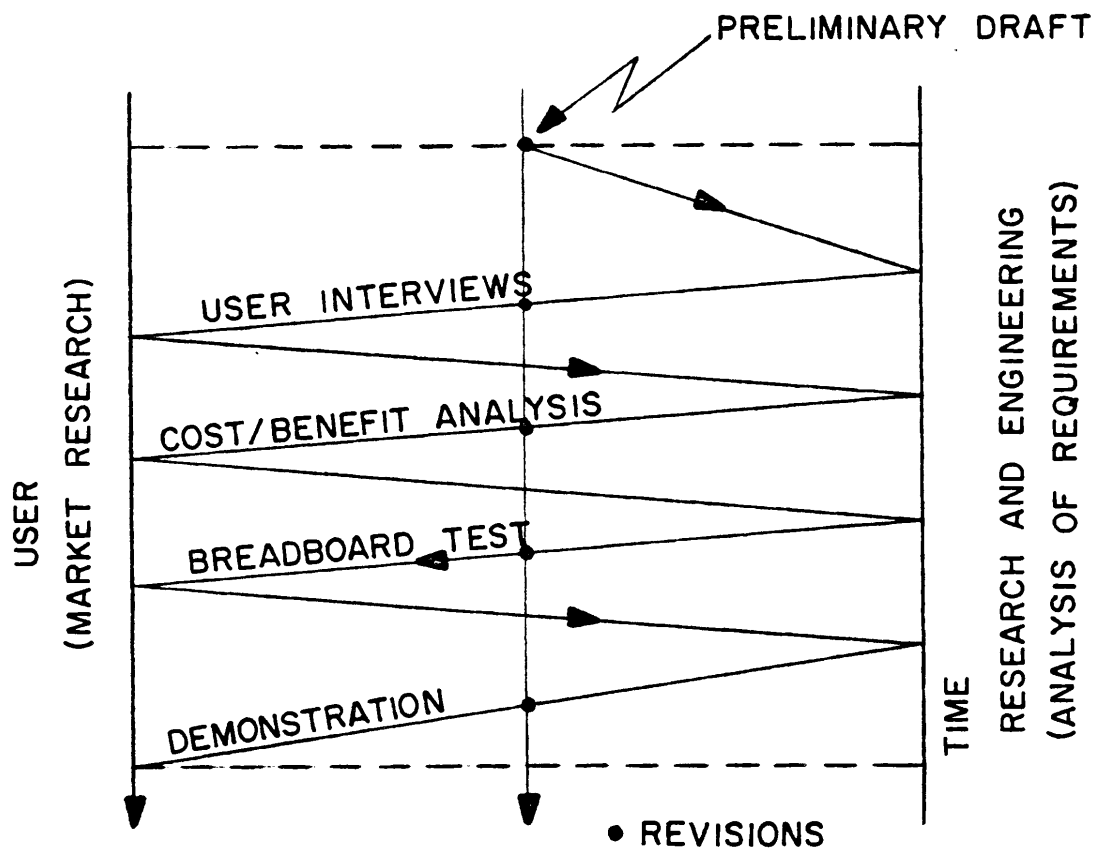 PRELIMINARY DRAFT
USER INTERVIEWS
COST/BENEFIT ANALYSIS
BREADBOARD TEST
DEMONSTRATION
USER
(MARKET RESEARCH)
TIME
RESEARCH AND ENGINEERING
(ANALYSIS OF REQUIREMENTS)
● REVISIONS